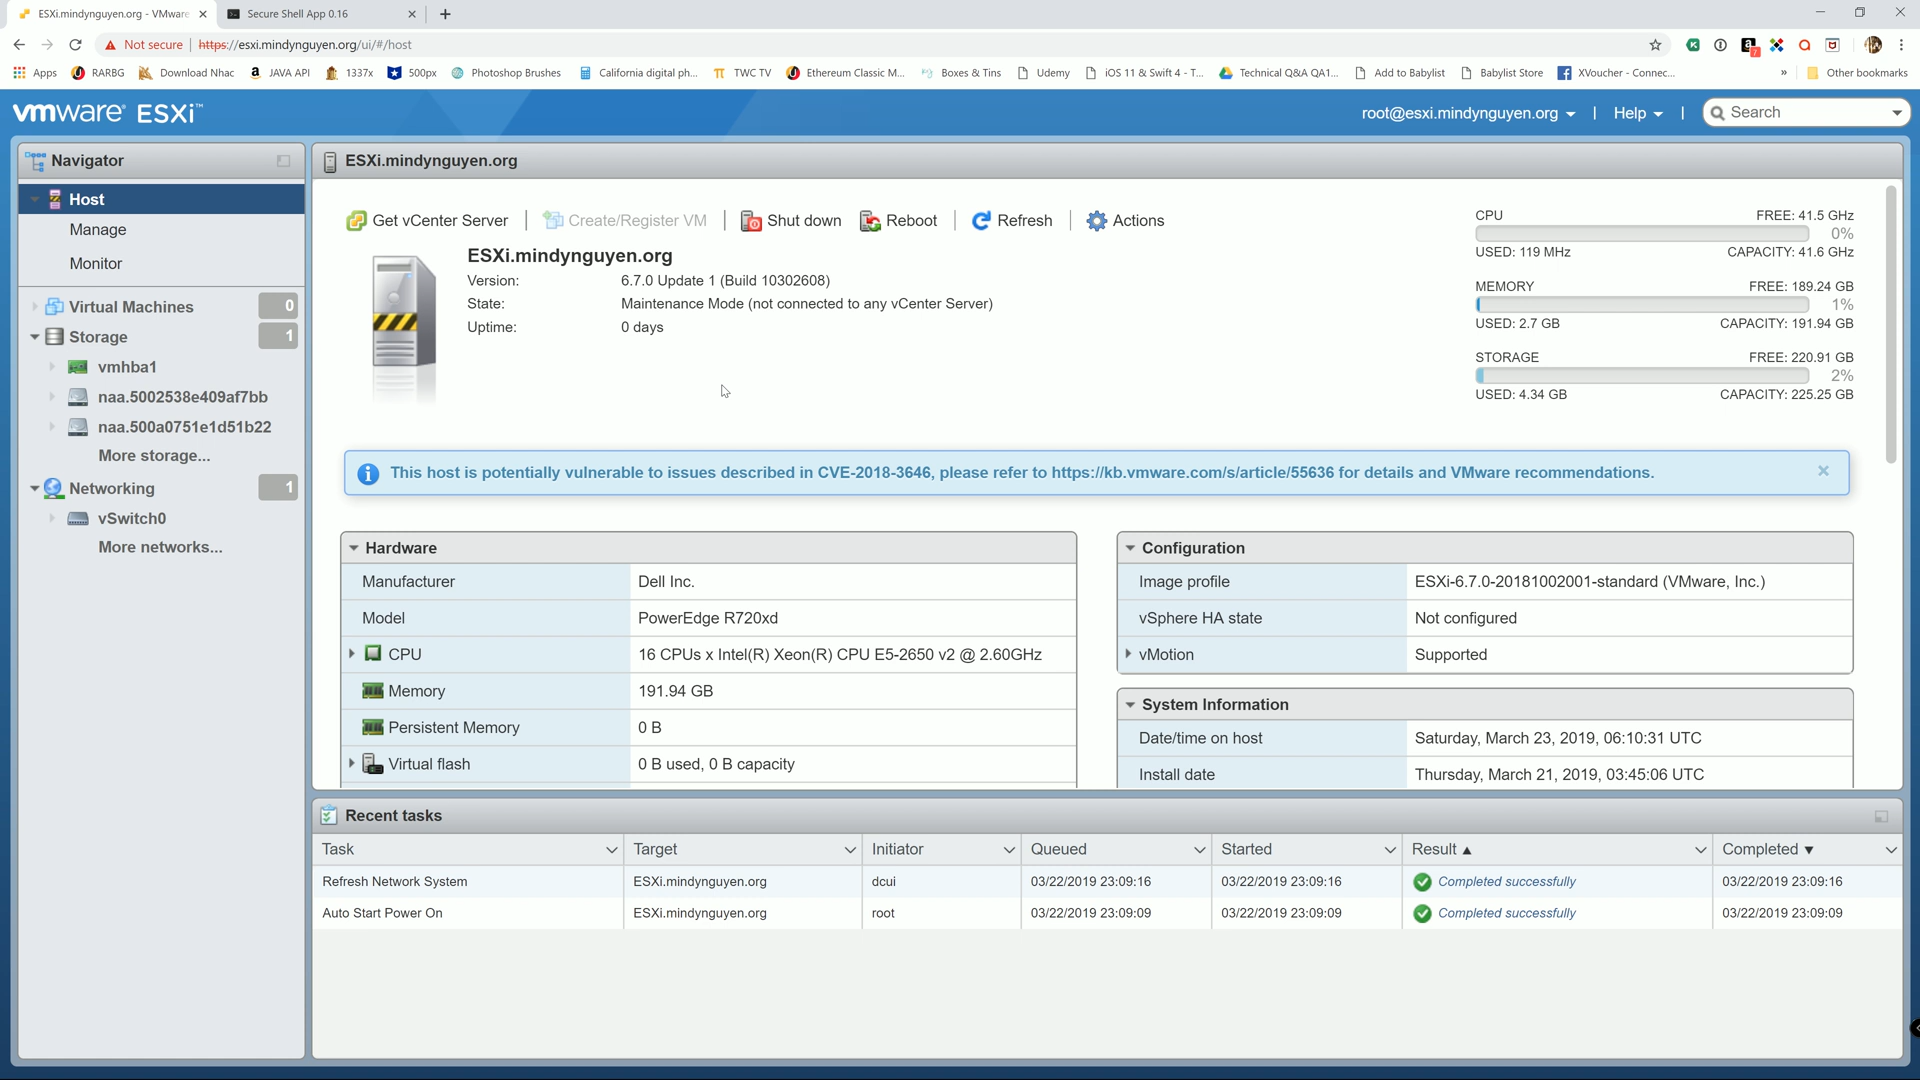 ESXi.mindynguyen.org - VMware
Secure Shell App 0.16
Not secure
https://esxi.mindynguyen.org/ui/#/host
7
Apps
RARBG
Download Nhac
JAVA API
1337x
500px
Photoshop Brushes
California digital ph...
TWC TV
Ethereum Classic M...
Boxes & Tins
Udemy
iOS 11 & Swift 4 - T...
Technical Q&A QA1...
Add to Babylist
Babylist Store
XVoucher - Connec...
»
Other bookmarks
vmware® ESXi™
root@esxi.mindynguyen.org
Help
Search
Navigator
Host
Manage
Monitor
Virtual Machines
0
Storage
1
vmhba1
naa.5002538e409af7bb
naa.500a0751e1d51b22
More storage...
Networking
1
vSwitch0
More networks...
ESXi.mindynguyen.org
Get vCenter Server
Create/Register VM
Shut down
Reboot
Refresh
Actions
ESXi.mindynguyen.org
Version: 6.7.0 Update 1 (Build 10302608)
State: Maintenance Mode (not connected to any vCenter Server)
Uptime: 0 days
CPU FREE: 41.5 GHz
0%
USED: 119 MHz CAPACITY: 41.6 GHz
MEMORY FREE: 189.24 GB
1%
USED: 2.7 GB CAPACITY: 191.94 GB
STORAGE FREE: 220.91 GB
2%
USED: 4.34 GB CAPACITY: 225.25 GB
This host is potentially vulnerable to issues described in CVE-2018-3646, please refer to https://kb.vmware.com/s/article/55636 for details and VMware recommendations.
Hardware
Manufacturer Dell Inc.
Model PowerEdge R720xd
CPU 16 CPUs x Intel(R) Xeon(R) CPU E5-2650 v2 @ 2.60GHz
Memory 191.94 GB
Persistent Memory 0 B
Virtual flash 0 B used, 0 B capacity
Configuration
Image profile ESXi-6.7.0-20181002001-standard (VMware, Inc.)
vSphere HA state Not configured
vMotion Supported
System Information
Date/time on host Saturday, March 23, 2019, 06:10:31 UTC
Install date Thursday, March 21, 2019, 03:45:06 UTC
Recent tasks
Task Target Initiator Queued Started Result ▲ Completed ▼
Refresh Network System ESXi.mindynguyen.org dcui 03/22/2019 23:09:16 03/22/2019 23:09:16 Completed successfully 03/22/2019 23:09:16
Auto Start Power On ESXi.mindynguyen.org root 03/22/2019 23:09:09 03/22/2019 23:09:09 Completed successfully 03/22/2019 23:09:09